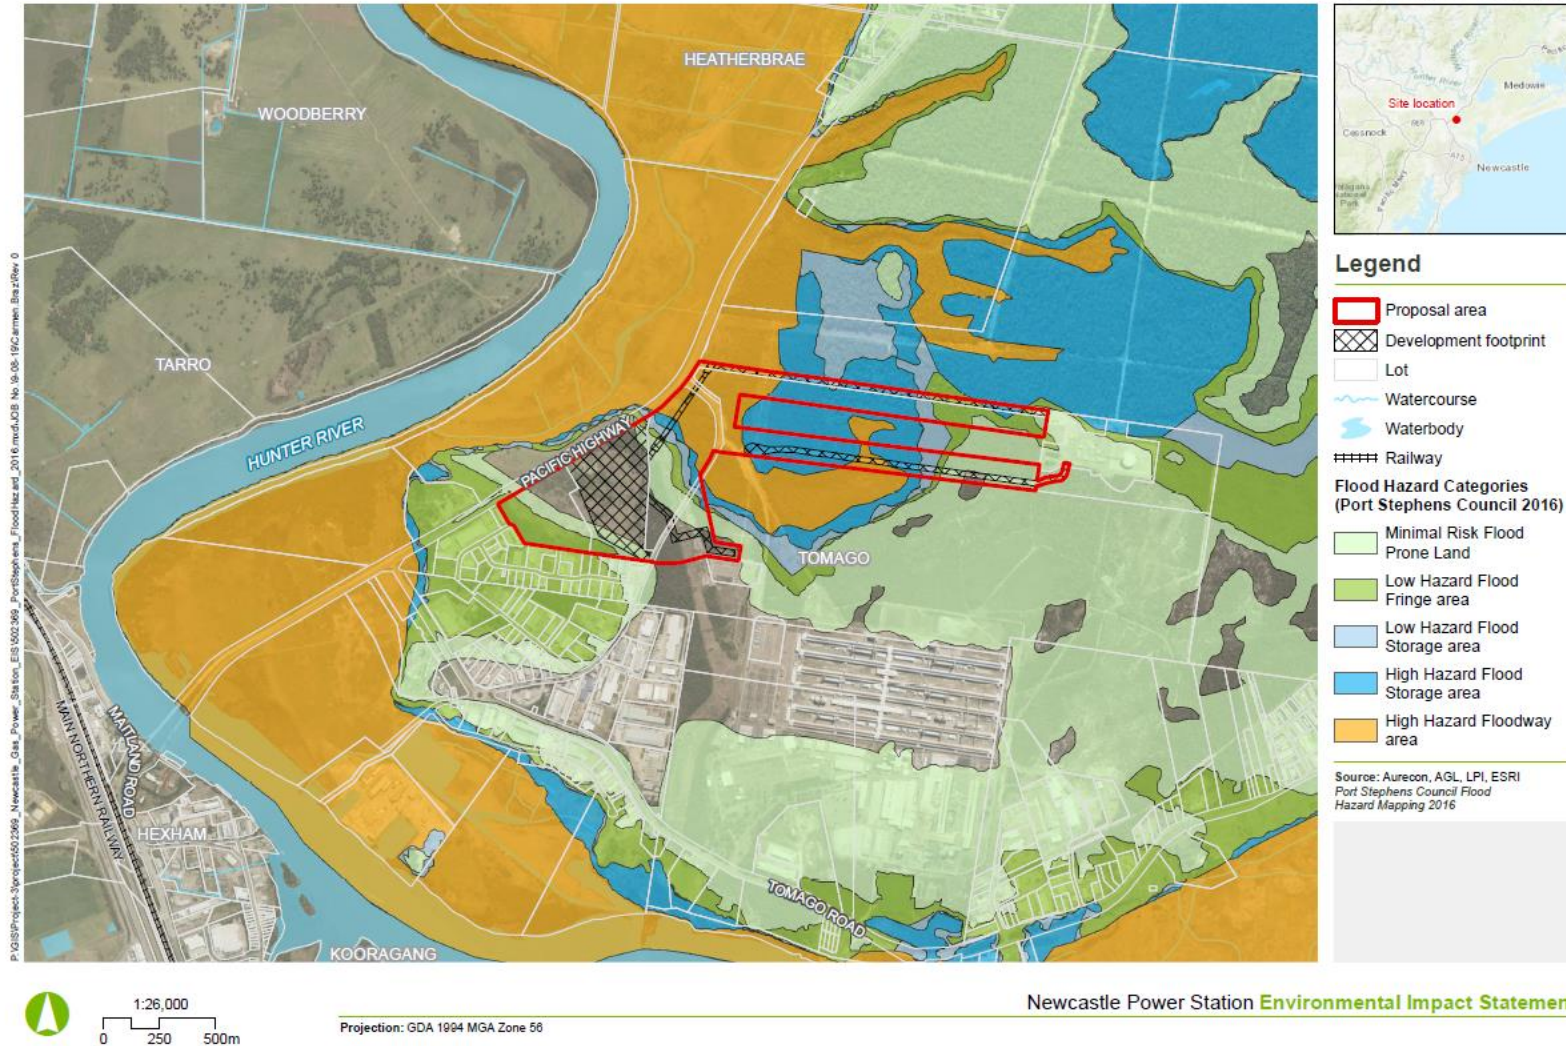 HEATHERBRAE
WOODBERRY
TARRO
HUNTER RIVER
PACIFIC HIGHWAY
TOMAGO
MAITLAND ROAD
MAIN NORTHERN RAILWAY
HEXHAM
TOMAGO ROAD
KOORAGANG
Medowie
Site location
Cessnock
Newcastle
Legend
Proposal area
Development footprint
Lot
Watercourse
Waterbody
Railway
Flood Hazard Categories
(Port Stephens Council 2016)
Minimal Risk Flood
Prone Land
Low Hazard Flood
Fringe area
Low Hazard Flood
Storage area
High Hazard Flood
Storage area
High Hazard Floodway
area
Source: Aurecon, AGL, LPI, ESRI
Port Stephens Council Flood
Hazard Mapping 2016
1:26,000
0 250 500m
Projection: GDA 1994 MGA Zone 56
Newcastle Power Station Environmental Impact Statemen